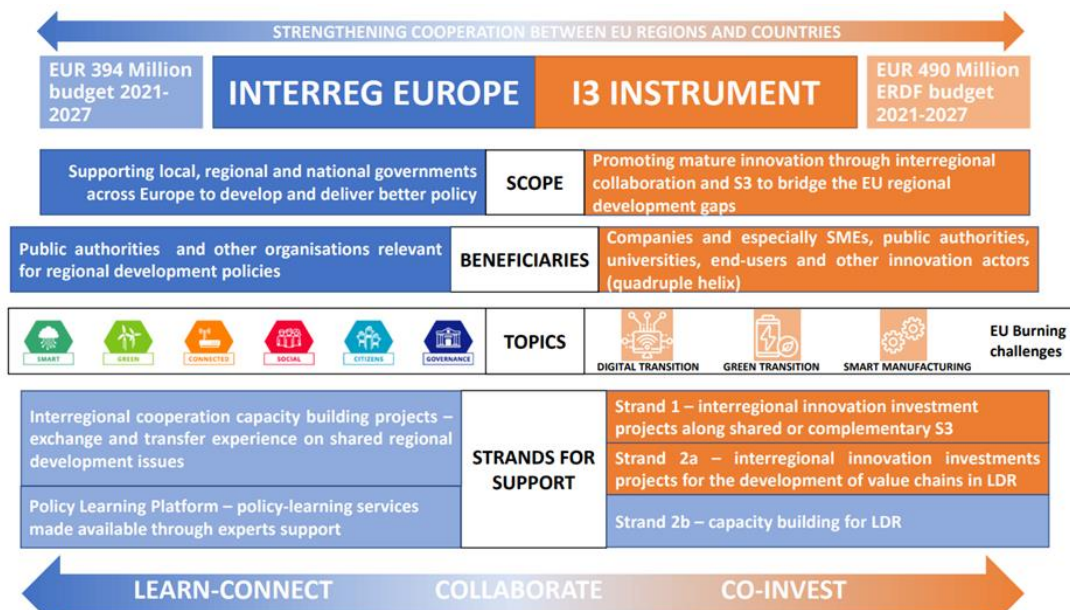 STRENGTHENING COOPERATION BETWEEN EU REGIONS AND COUNTRIES
EUR 394 Million
budget 2021-
2027
INTERREG EUROPE
I3 INSTRUMENT
EUR 490 Million
ERDF budget
2021-2027
Supporting local, regional and national governments
across Europe to develop and deliver better policy
SCOPE
Promoting mature innovation through interregional
collaboration and S3 to bridge the EU regional
development gaps
Public authorities and other organisations relevant
for regional development policies
BENEFICIARIES
Companies and especially SMEs, public authorities,
universities, end-users and other innovation actors
(quadruple helix)
SMART
GREEN
CONNECTED
SOCIAL
CITIZENS
GOVERNANCE
TOPICS
DIGITAL TRANSITION
GREEN TRANSITION
SMART MANUFACTURING
EU Burning
challenges
Interregional cooperation capacity building projects –
exchange and transfer experience on shared regional
development issues
Policy Learning Platform – policy-learning services
made available through experts support
STRANDS FOR
SUPPORT
Strand 1 – interregional innovation investment
projects along shared or complementary S3
Strand 2a – interregional innovation investments
projects for the development of value chains in LDR
Strand 2b – capacity building for LDR
LEARN-CONNECT
COLLABORATE
CO-INVEST